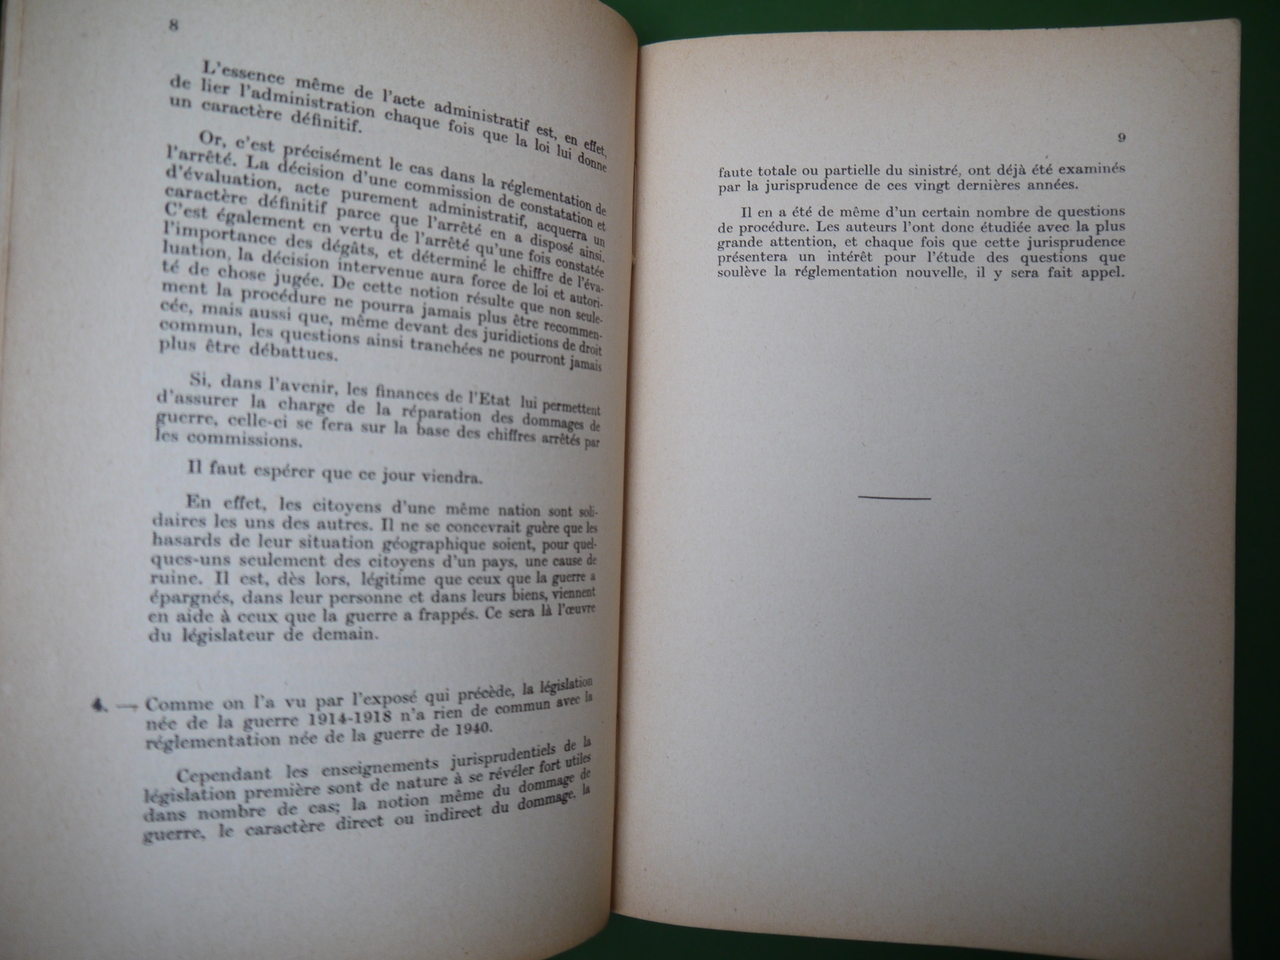 8
L'essence même de l'acte administratif est, en effet,
de lier l'administration chaque fois que la loi lui donne
un caractère définitif.
Or, c'est précisément le cas dans la réglementation de
l'arrêté. La décision d'une commission de constatation et
d'évaluation, acte purement administratif, acquerra un
caractère définitif parce que l'arrêté en a disposé ainsi.
C'est également en vertu de l'arrêté qu'une fois constatée
l'importance des dégâts, et déterminé le chiffre de l'éva-
luation, la décision intervenue aura force de loi et autori-
té de chose jugée. De cette notion résulte que non seule-
ment la procédure ne pourra jamais plus être recommen-
cée, mais aussi que, même devant des juridictions de droit
commun, les questions ainsi tranchées ne pourront jamais
plus être débattues.
Si, dans l'avenir, les finances de l'Etat lui permettent
d'assurer la charge de la réparation des dommages de
guerre, celle-ci se fera sur la base des chiffres arrêtés par
les commissions.
Il faut espérer que ce jour viendra.
En effet, les citoyens d'une même nation sont soli-
daires les uns des autres. Il ne se concevrait guère que les
hasards de leur situation géographique soient, pour quel-
ques-uns seulement des citoyens d'un pays, une cause de
ruine. Il est, dès lors, légitime que ceux que la guerre a
épargnés, dans leur personne et dans leurs biens, viennent
en aide à ceux que la guerre a frappés. Ce sera là l'œuvre
du législateur de demain.
4. — Comme on l'a vu par l'exposé qui précède, la législation
née de la guerre 1914-1918 n'a rien de commun avec la
réglementation née de la guerre de 1940.
Cependant les enseignements jurisprudentiels de la
législation première sont de nature à se révéler fort utiles
dans nombre de cas; la notion même du dommage de
guerre, le caractère direct ou indirect du dommage, la
9
faute totale ou partielle du sinistré, ont déjà été examinés
par la jurisprudence de ces vingt dernières années.
Il en a été de même d'un certain nombre de questions
de procédure. Les auteurs l'ont donc étudiée avec la plus
grande attention, et chaque fois que cette jurisprudence
présentera un intérêt pour l'étude des questions que
soulève la réglementation nouvelle, il y sera fait appel.